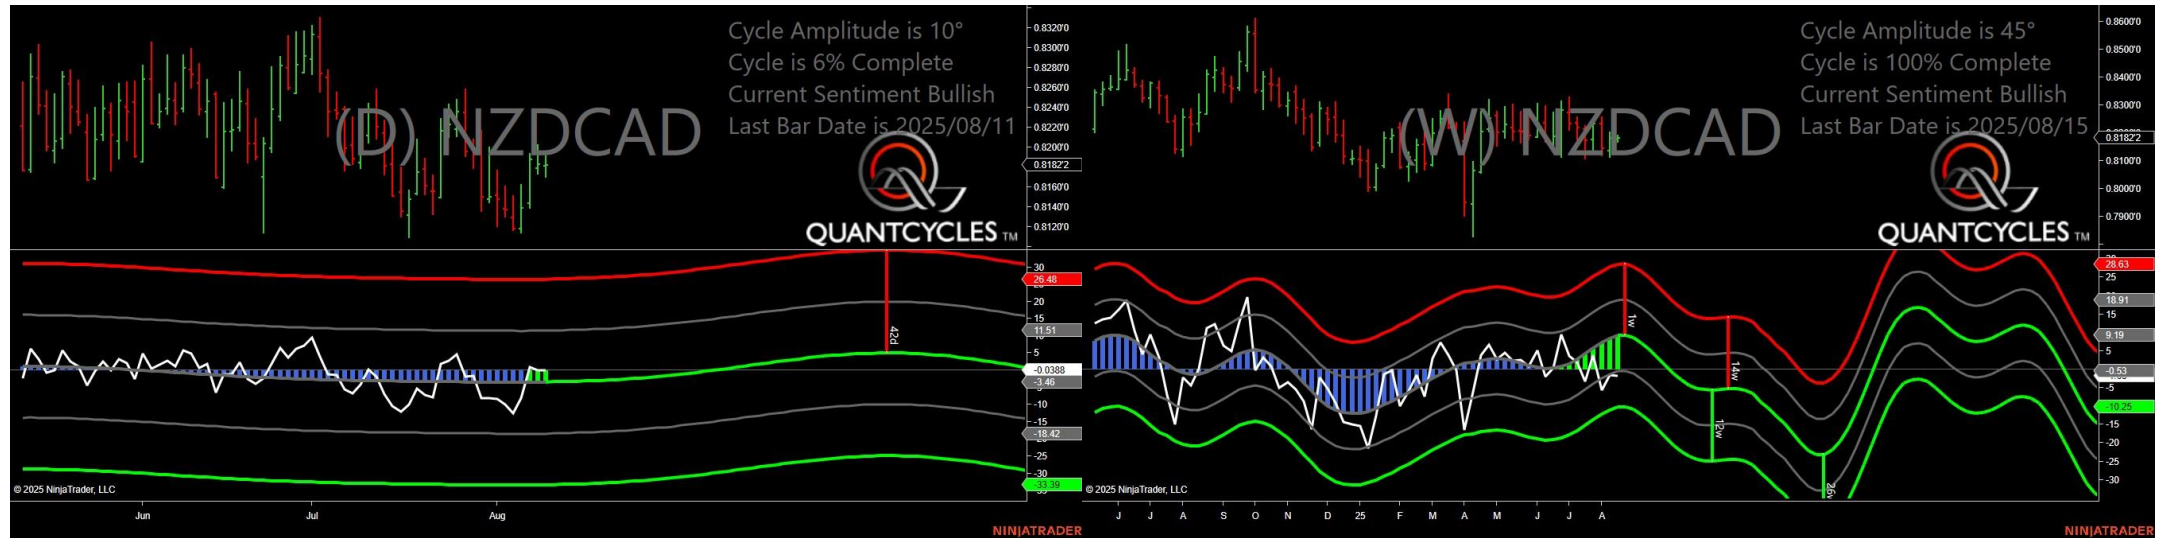 Cycle Amplitude is 10°
Cycle is 6% Complete
Current Sentiment Bullish
Last Bar Date is 2025/08/11
(D) NZDCAD
QUANTCYCLES TM
0.8320'0
0.8300'0
0.8280'0
0.8260'0
0.8240'0
0.8220'0
0.8200'0
0.8182'2
0.8160'0
0.8140'0
0.8120'0
30
26.48
20
15
11.51
5
-0.0388
-3.46
-10
-15
-18.42
-25
-30
-33.39
42d
© 2025 NinjaTrader, LLC
Jun
Jul
Aug
NINJATRADER
Cycle Amplitude is 45°
Cycle is 100% Complete
Current Sentiment Bullish
Last Bar Date is 2025/08/15
(W) NZDCAD
QUANTCYCLES TM
0.8600'0
0.8500'0
0.8400'0
0.8300'0
0.8182'2
0.8100'0
0.8000'0
0.7900'0
28.63
25
18.91
15
9.19
5
-0.53
-5
-10.25
-15
-20
-25
-30
1w
14w
12w
© 2025 NinjaTrader, LLC
J J A S O N D 25 F M A M J J A
NINJATRADER